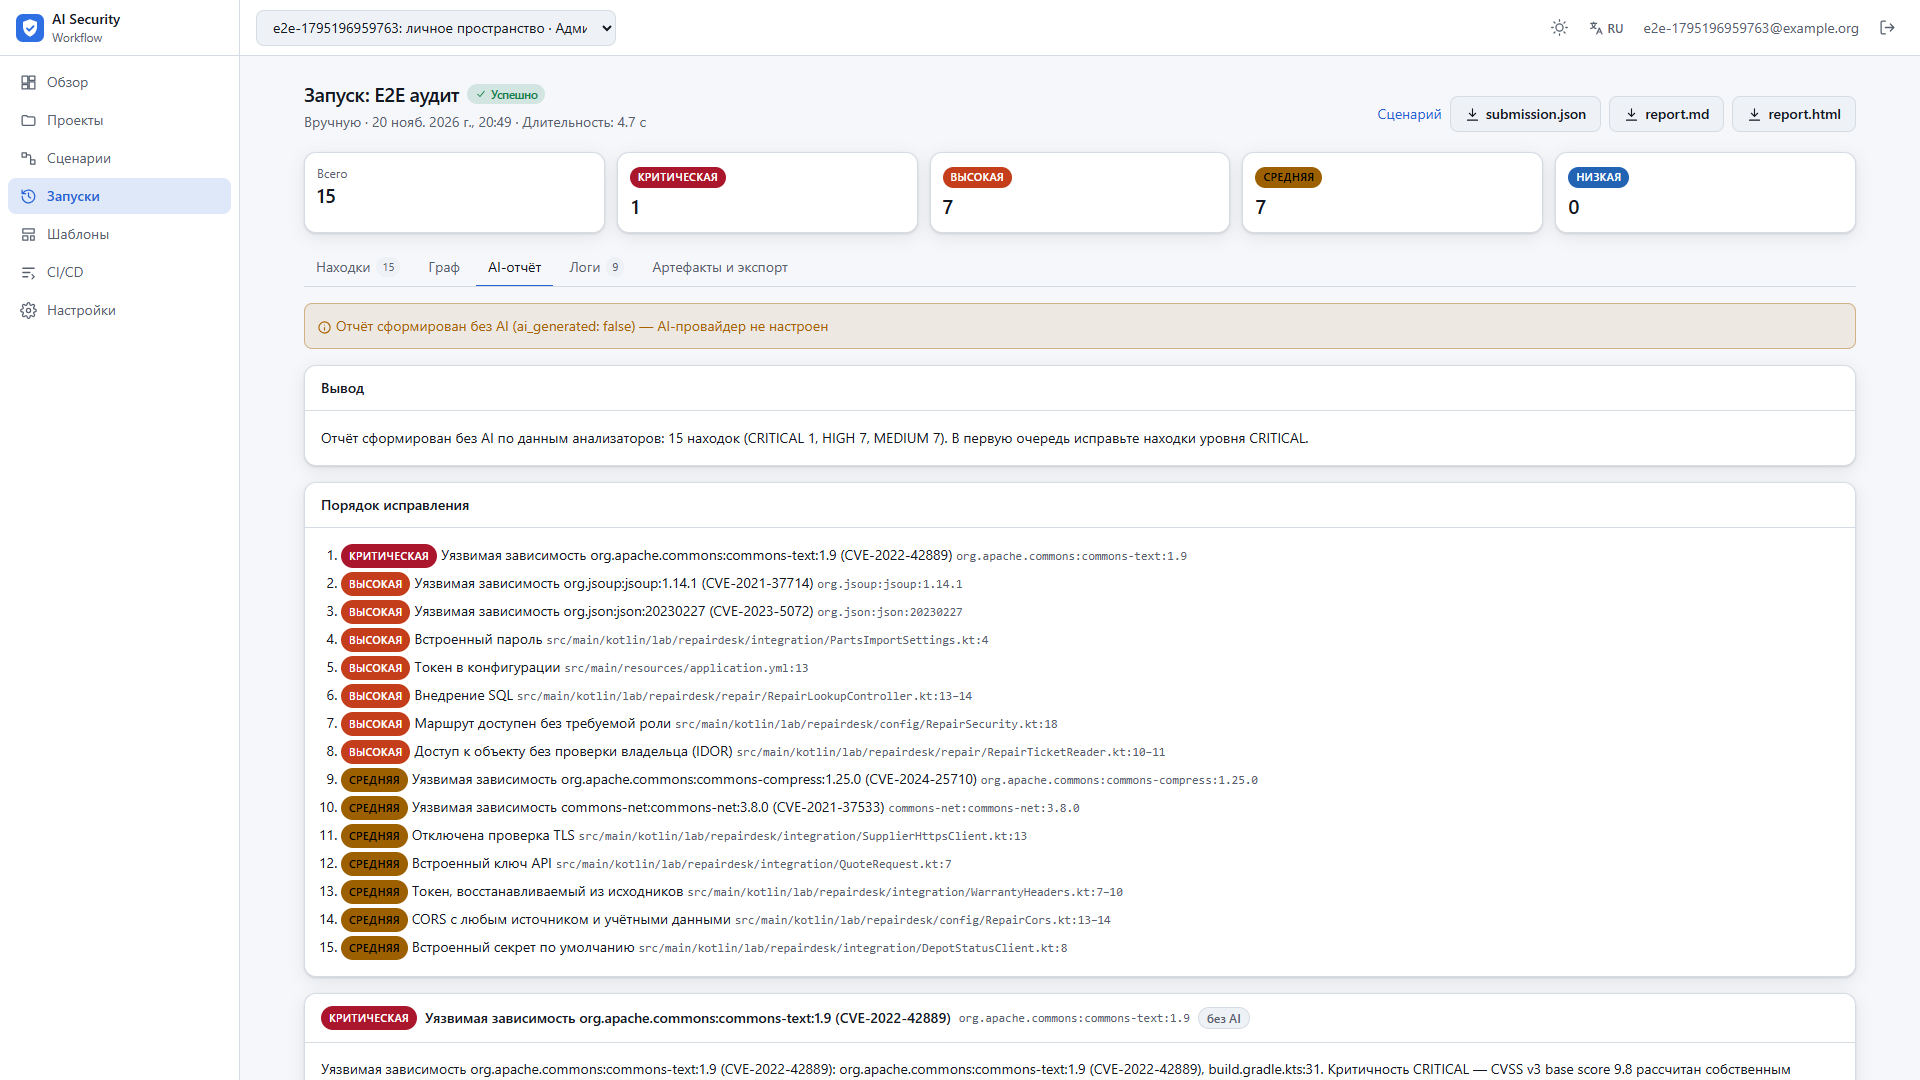 AI Security
Workflow
e2e-1795196959763: личное пространство · Адми
RU
e2e-1795196959763@example.org
Обзор
Проекты
Сценарии
Запуски
Шаблоны
CI/CD
Настройки
Запуск: E2E аудит
Успешно
Вручную · 20 нояб. 2026 г., 20:49 · Длительность: 4.7 с
Сценарий
submission.json
report.md
report.html
Всего
15
КРИТИЧЕСКАЯ
1
ВЫСОКАЯ
7
СРЕДНЯЯ
7
НИЗКАЯ
0
Находки 15
Граф
AI-отчёт
Логи 9
Артефакты и экспорт
Отчёт сформирован без AI (ai_generated: false) — AI-провайдер не настроен
Вывод
Отчёт сформирован без AI по данным анализаторов: 15 находок (CRITICAL 1, HIGH 7, MEDIUM 7). В первую очередь исправьте находки уровня CRITICAL.
Порядок исправления
1. КРИТИЧЕСКАЯ Уязвимая зависимость org.apache.commons:commons-text:1.9 (CVE-2022-42889) org.apache.commons:commons-text:1.9
2. ВЫСОКАЯ Уязвимая зависимость org.jsoup:jsoup:1.14.1 (CVE-2021-37714) org.jsoup:jsoup:1.14.1
3. ВЫСОКАЯ Уязвимая зависимость org.json:json:20230227 (CVE-2023-5072) org.json:json:20230227
4. ВЫСОКАЯ Встроенный пароль src/main/kotlin/lab/repairdesk/integration/PartsImportSettings.kt:4
5. ВЫСОКАЯ Токен в конфигурации src/main/resources/application.yml:13
6. ВЫСОКАЯ Внедрение SQL src/main/kotlin/lab/repairdesk/repair/RepairLookupController.kt:13–14
7. ВЫСОКАЯ Маршрут доступен без требуемой роли src/main/kotlin/lab/repairdesk/config/RepairSecurity.kt:18
8. ВЫСОКАЯ Доступ к объекту без проверки владельца (IDOR) src/main/kotlin/lab/repairdesk/repair/RepairTicketReader.kt:10–11
9. СРЕДНЯЯ Уязвимая зависимость org.apache.commons:commons-compress:1.25.0 (CVE-2024-25710) org.apache.commons:commons-compress:1.25.0
10. СРЕДНЯЯ Уязвимая зависимость commons-net:commons-net:3.8.0 (CVE-2021-37533) commons-net:commons-net:3.8.0
11. СРЕДНЯЯ Отключена проверка TLS src/main/kotlin/lab/repairdesk/integration/SupplierHttpsClient.kt:13
12. СРЕДНЯЯ Встроенный ключ API src/main/kotlin/lab/repairdesk/integration/QuoteRequest.kt:7
13. СРЕДНЯЯ Токен, восстанавливаемый из исходников src/main/kotlin/lab/repairdesk/integration/WarrantyHeaders.kt:7–10
14. СРЕДНЯЯ CORS с любым источником и учётными данными src/main/kotlin/lab/repairdesk/config/RepairCors.kt:13–14
15. СРЕДНЯЯ Встроенный секрет по умолчанию src/main/kotlin/lab/repairdesk/integration/DepotStatusClient.kt:8
КРИТИЧЕСКАЯ Уязвимая зависимость org.apache.commons:commons-text:1.9 (CVE-2022-42889) org.apache.commons:commons-text:1.9 без AI
Уязвимая зависимость org.apache.commons:commons-text:1.9 (CVE-2022-42889): org.apache.commons:commons-text:1.9 (CVE-2022-42889), build.gradle.kts:31. Критичность CRITICAL — CVSS v3 base score 9.8 рассчитан собственным